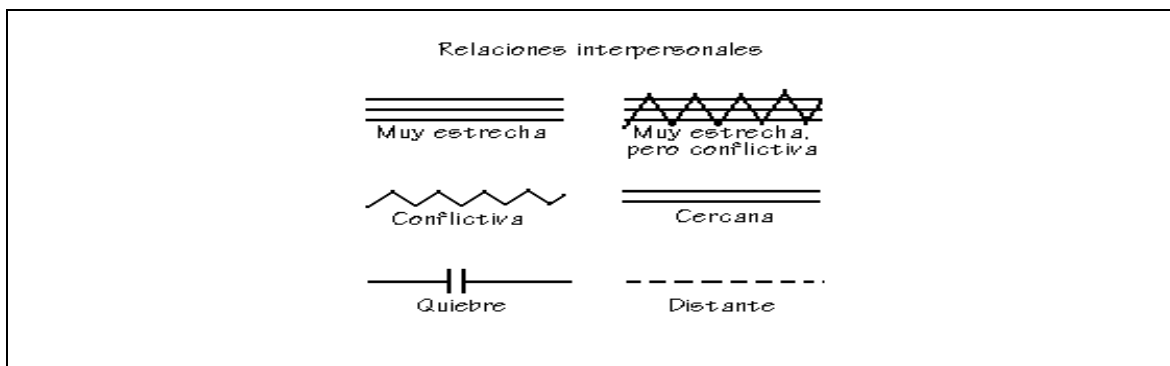 Relaciones interpersonales
Muy estrecha
Muy estrecha,
pero conflictiva
Conflictiva
Cercana
Quiebre
Distante